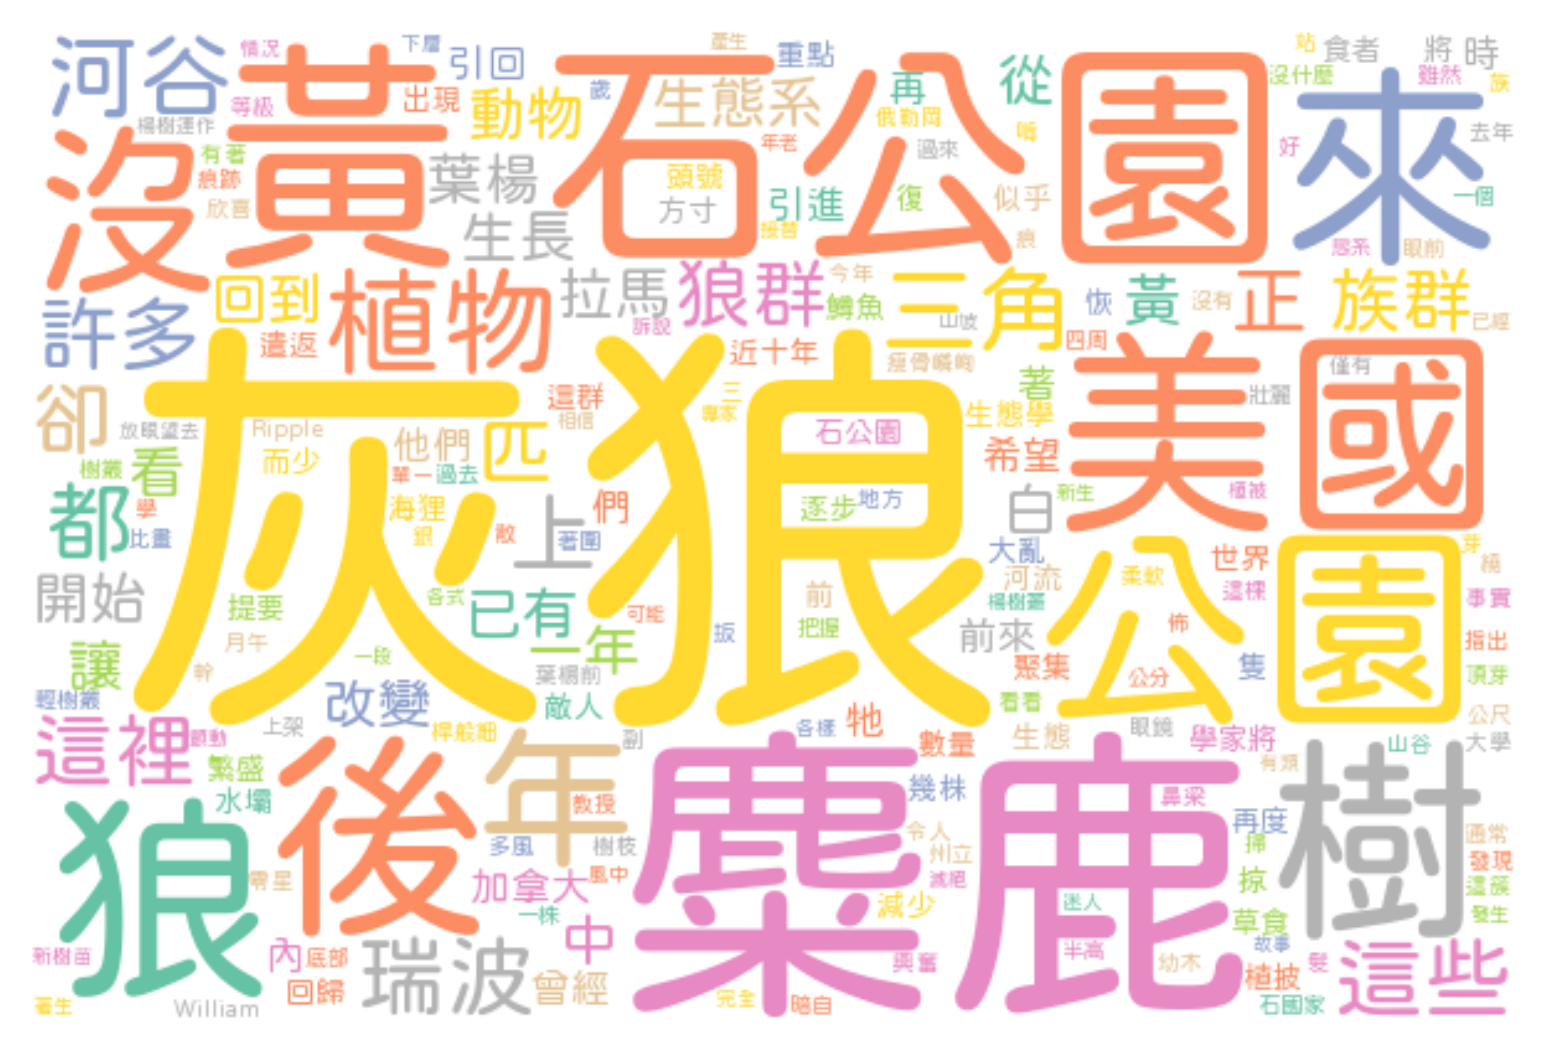 河谷
情況
下層
引回
產生
重點
站
食者
將
時
黃石公園
等級
出現
動物
歲
生態系
再
從
沒什麼
雖然
族
來
楊樹運作
俄勒岡
啃
去年
沒
有著
痕跡
欣喜
葉楊
年老
頭號
方寸
引進
復
過來
似乎
好
一個
生長
接替
痕
態系
眼前
許多
回到
植物
拉馬
狼群
今年
鱒魚
三角
山坡
恢
黃
沒有
正
族群
已經
遣返
訴說
近十年
瘦骨嶙峋
四周
灰狼
美國
僅有
卻
放眼望去
Ripple
而少
他們
匹
這群
相信
三
專家
石公園
著
生態學
壯麗
希望
樹叢
看
單一
過去
都
學
比畫
海狸
銀
敵
上
們
著園
逐步
地方
白
新生
植被
大亂
公園
世界
芽
繞
開始
提要
各式
已有
一年
可能
前
把握
河流
楊樹叢
柔軟
這棵
事實
月午
扳
前來
佈
指出
讓
幹
一段
葉楊前
聚集
公分
隻
頂芽
輕樹叢
改變
敵人
看看
這裡
顫動
上架
桿般細
年
副
各樣
牠
數量
生態
眼鏡
學家將
山谷
公尺
大學
繁盛
後
麋鹿
有類
樹
狼
水壩
教授
幾株
鼻梁
再度
多風
樹枝
令人
州立
掃
通常
發現
零星
加拿大
風中
滅絕
掠
這簇
一株
減少
迷人
草食
發生
新樹苗
內
底部
瑞波
中
曾經
興奮
半高
幼木
故事
植披
髮
這些
著生
William
回歸
完全
暗自
石國家